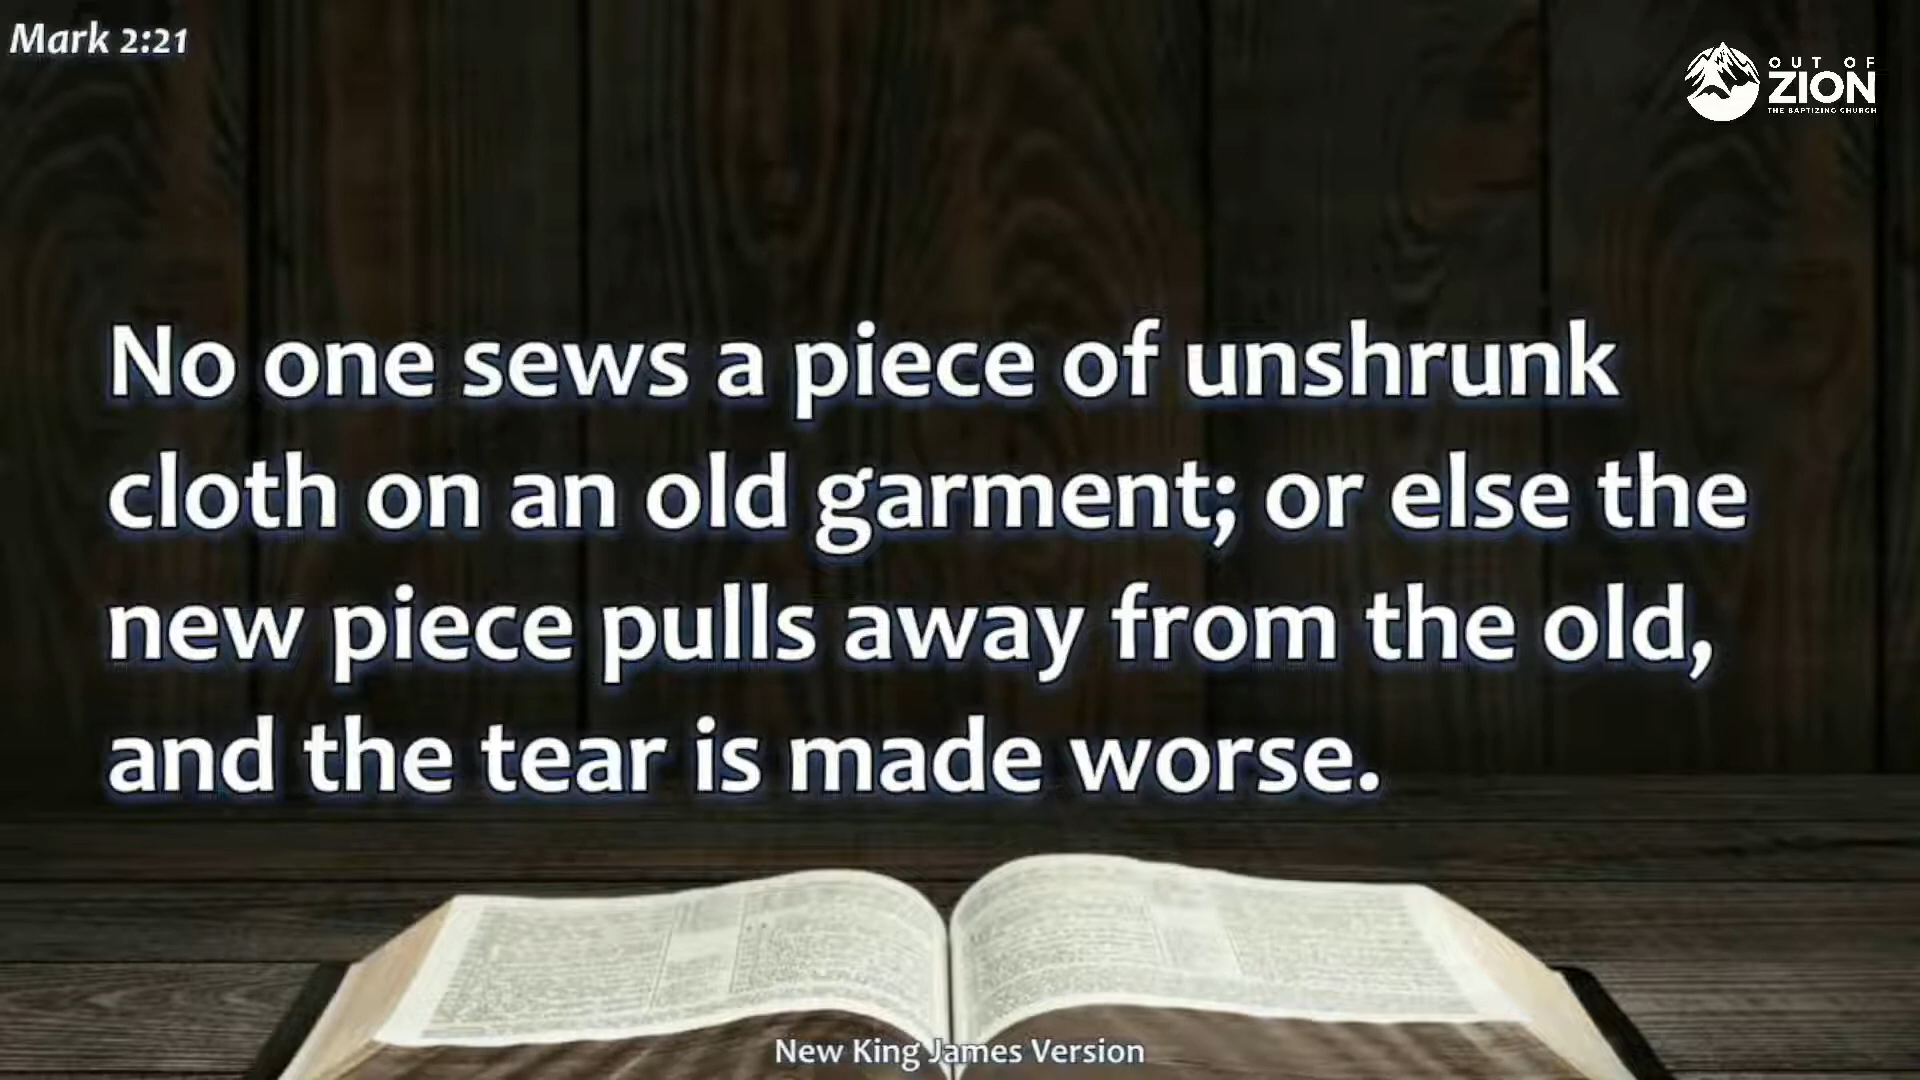 Mark 2:21
OUT OF
ZION
THE BAPTIZING CHURCH
No one sews a piece of unshrunk
cloth on an old garment; or else the
new piece pulls away from the old,
and the tear is made worse.
New King James Version